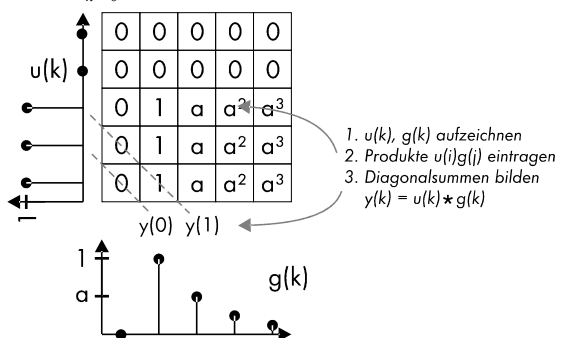 0 0 0 0 0
u(k)
0 0 0 0 0
0 1 a a² a³
0 1 a a² a³
0 1 a a² a³
1
y(0) y(1)
1. u(k), g(k) aufzeichnen
2. Produkte u(i)g(j) eintragen
3. Diagonalsummen bilden
y(k) = u(k)*g(k)
1
a
g(k)